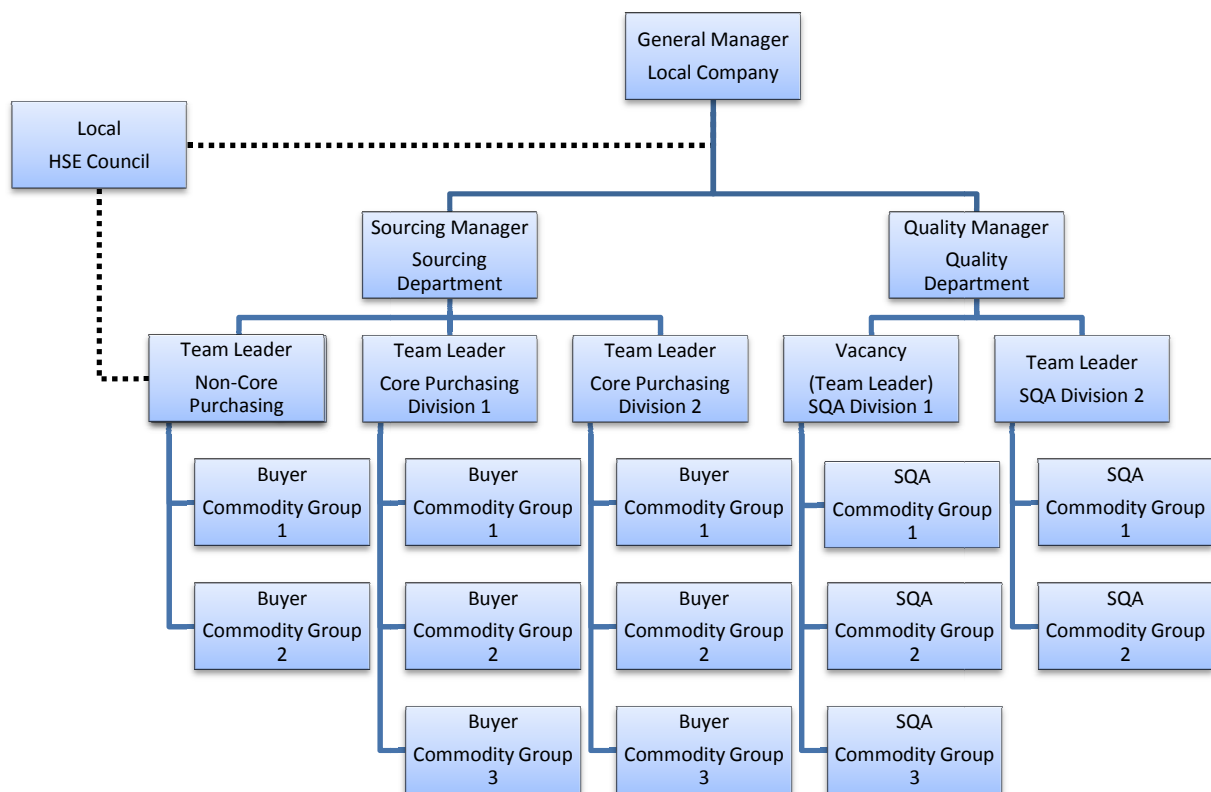 General Manager
Local Company
Local
HSE Council
Sourcing Manager
Sourcing
Department
Quality Manager
Quality
Department
Team Leader
Non-Core
Purchasing
Team Leader
Core Purchasing
Division 1
Team Leader
Core Purchasing
Division 2
Vacancy
(Team Leader)
SQA Division 1
Team Leader
SQA Division 2
Buyer
Commodity Group
1
Buyer
Commodity Group
1
Buyer
Commodity Group
1
SQA
Commodity Group
1
SQA
Commodity Group
1
Buyer
Commodity Group
2
Buyer
Commodity Group
2
Buyer
Commodity Group
2
SQA
Commodity Group
2
SQA
Commodity Group
2
Buyer
Commodity Group
3
Buyer
Commodity Group
3
SQA
Commodity Group
3